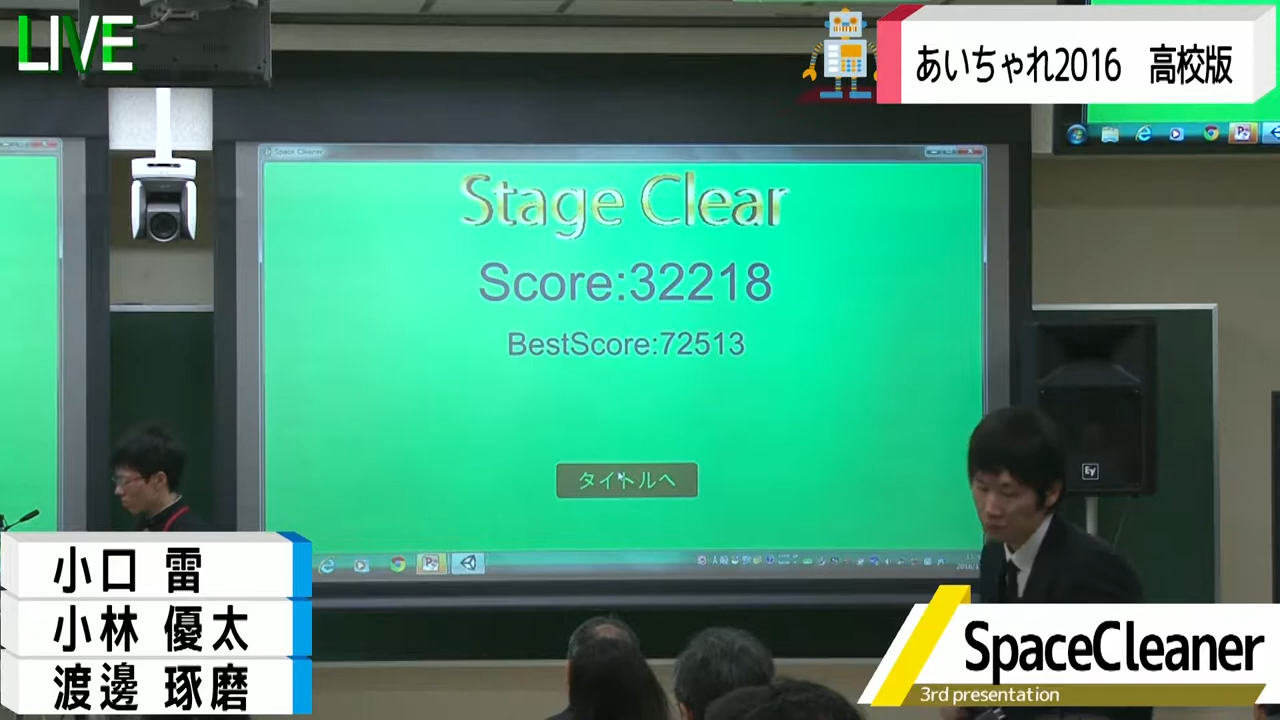 LIVE
あいちゃれ2016　高校版
Space Cleaner
Stage Clear
Score:32218
BestScore:72513
タイトルへ
EV
小口 雷
小林 優太
渡邊 琢磨
SpaceCleaner
3rd presentation